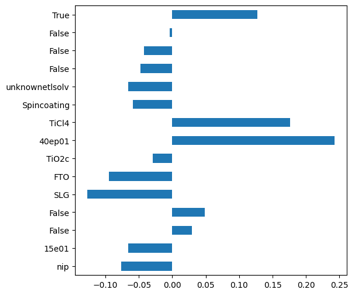 True
False
False
False
unknownetlsolv
Spincoating
TiCl4
40ep01
TiO2c
FTO
SLG
False
False
15e01
nip
−0.10 −0.05 0.00 0.05 0.10 0.15 0.20 0.25